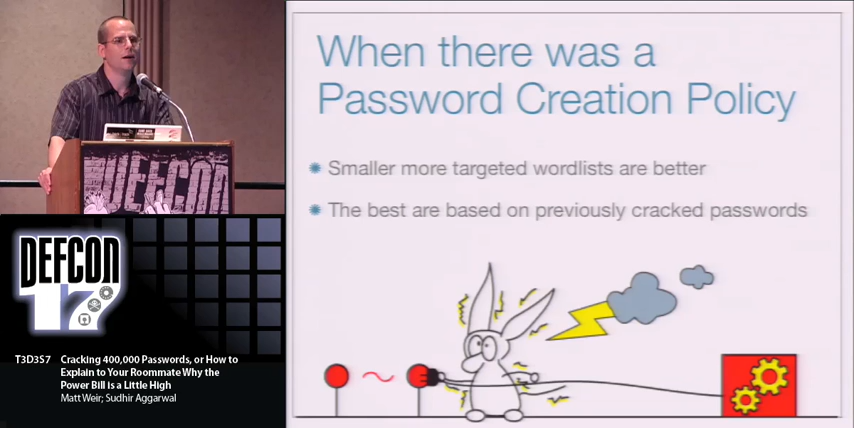 When there was a
Password Creation Policy
Smaller more targeted wordlists are better
The best are based on previously cracked passwords
DEFCON
DEFCON
17
T3D3S7 Cracking 400,000 Passwords, or How to
Explain to Your Roommate Why the
Power Bill is a Little High
Matt Weir; Sudhir Aggarwal